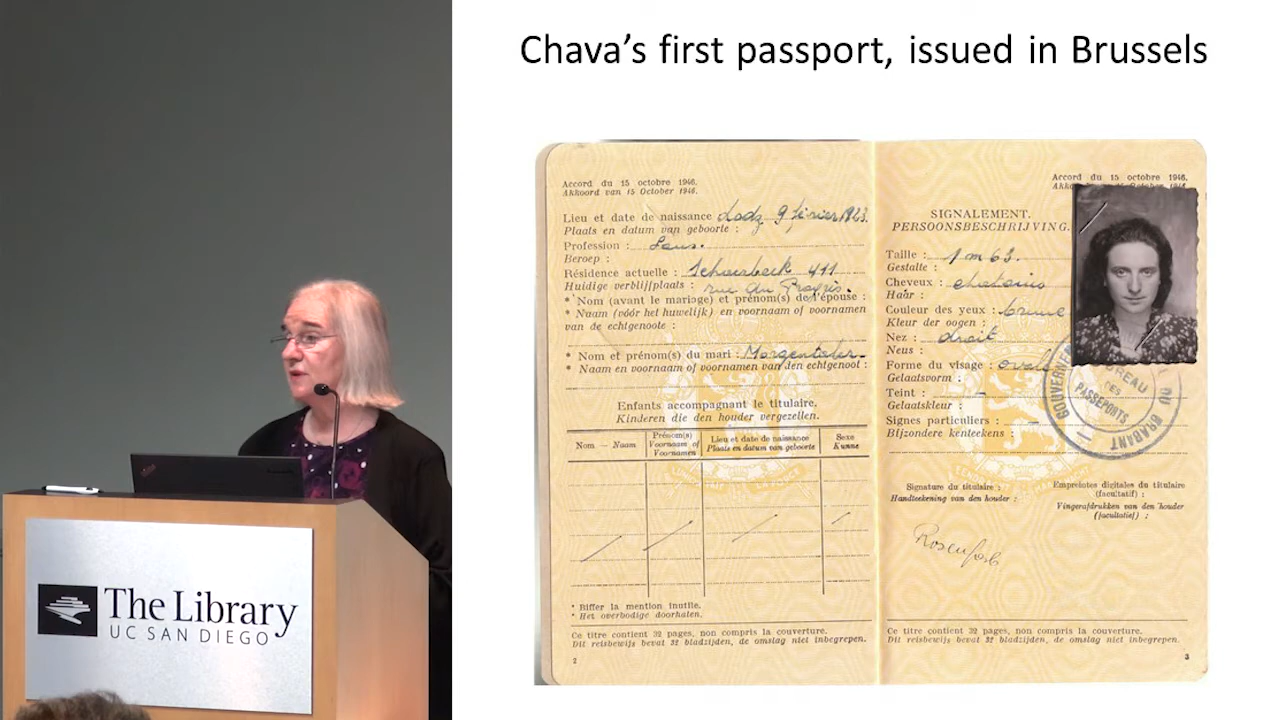 Chava's first passport, issued in Brussels
Accord du 15 octobre 1946.
Akkoord van 15 October 1946.
Lieu et date de naissance Lodz 9 février 1923.
Plaats en datum van geboorte :
Profession : Sans.
Beroep :
Résidence actuelle : Schaerbeek 411
Huidige verblijfplaats : rue du Progrès.
* Nom (avant le mariage) et prénom(s) de l'épouse :
* Naam (vóór het huwelijk) en voornaam of voornamen
van de echtgenoote :
* Nom et prénom(s) du mari : Morgentaler.
* Naam en voornaam of voornamen van den echtgenoot :
Enfants accompagnant le titulaire.
Kinderen die den houder vergezellen.
Nom — Naam
Prénom(s)
Voornaam of
Voornamen
Lieu et date de naissance
Plaats en datum van geboorte
Sexe
Kunne
* Biffer la mention inutile.
* Het overbodige doorhalen.
Ce titre contient 32 pages, non compris la couverture.
Dit reisbewijs bevat 32 bladzijden, de omslag niet inbegrepen.
2
Accord du 15 octobre 1946.
October 1946.
SIGNALEMENT.
PERSOONSBESCHRIJVING.
Taille : 1 m 63.
Gestalte :
Cheveux : chatains
Haar :
Couleur des yeux : brune
Kleur der oogen :
Nez : droit
Neus :
Forme du visage : ovale
Gelaatsvorm :
Teint : -
Gelaatskleur :
Signes particuliers :
Bijzondere kenteekens :
BUREAU
DES
PASSEPORTS
DU BRABANT
Signature du titulaire :
Handteekening van den houder :
Empreintes digitales du titulaire
(facultatif) :
Vingerafdrukken van den houder
(facultatief) :
Rosenfarb
Ce titre contient 32 pages, non compris la couverture.
Dit reisbewijs bevat 32 bladzijden, de omslag niet inbegrepen.
3
The Library
UC SAN DIEGO